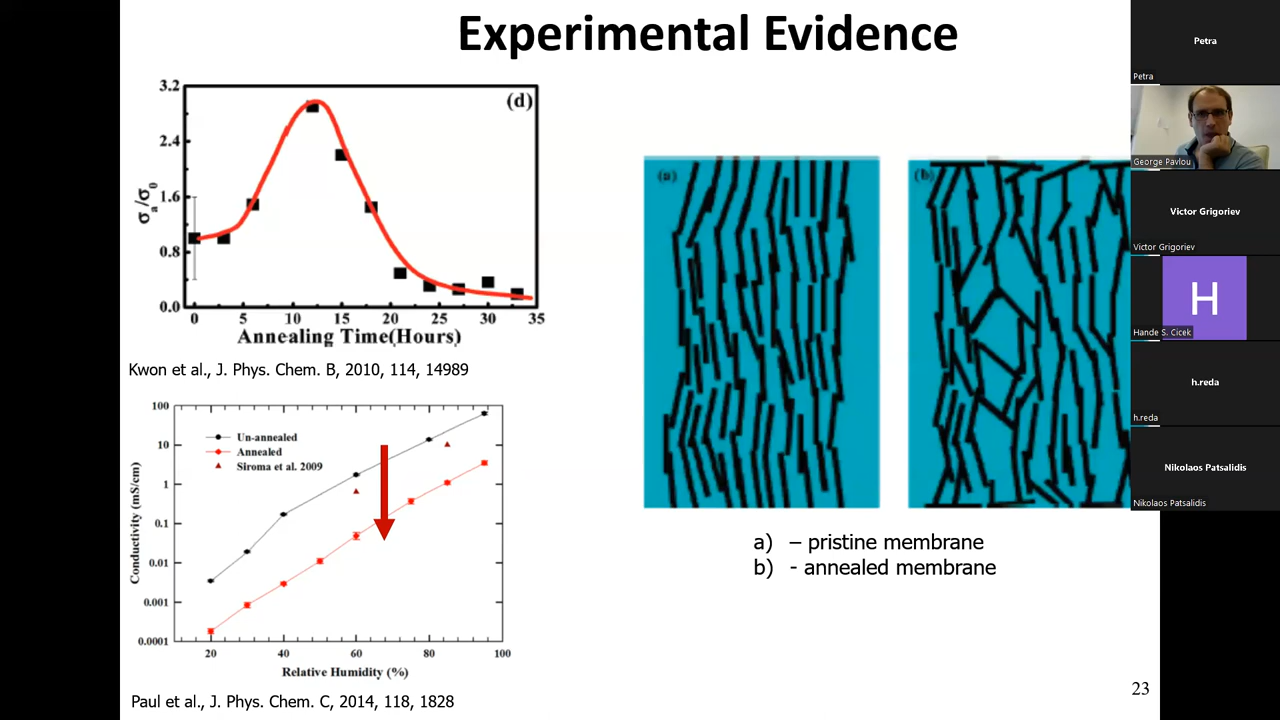 Experimental Evidence
3.2
2.4
1.6
0.8
0.0
σa/σ0
(d)
0 5 10 15 20 25 30 35
Annealing Time(Hours)
Kwon et al., J. Phys. Chem. B, 2010, 114, 14989
100
10
1
0.1
0.01
0.001
0.0001
Conductivity (mS/cm)
Un-annealed
Annealed
Siroma et al. 2009
20 40 60 80 100
Relative Humidity (%)
Paul et al., J. Phys. Chem. C, 2014, 118, 1828
(a)
(b)
a) – pristine membrane
b) - annealed membrane
23
Petra
Petra
George Pavlou
Victor Grigoriev
Victor Grigoriev
H
Hande S. Cicek
h.reda
h.reda
Nikolaos Patsalidis
Nikolaos Patsalidis